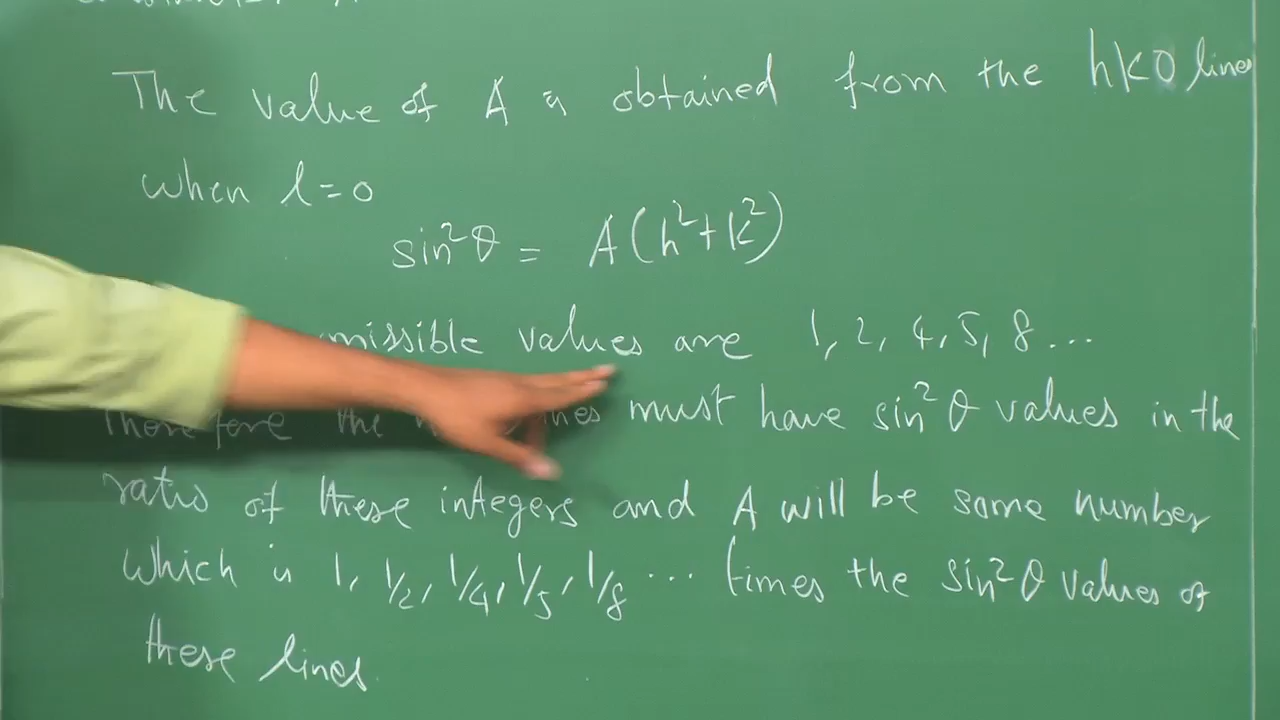 The value of A is obtained from the hk0 lines
when l=0
sin²θ = A(h²+k²)
missible values are 1, 2, 4, 5, 8...
Therefore the must have sin²θ values in the
ratio of these integers and A will be some number
which is 1, 1/2, 1/4, 1/5, 1/8 ... times the sin²θ values of
these lines